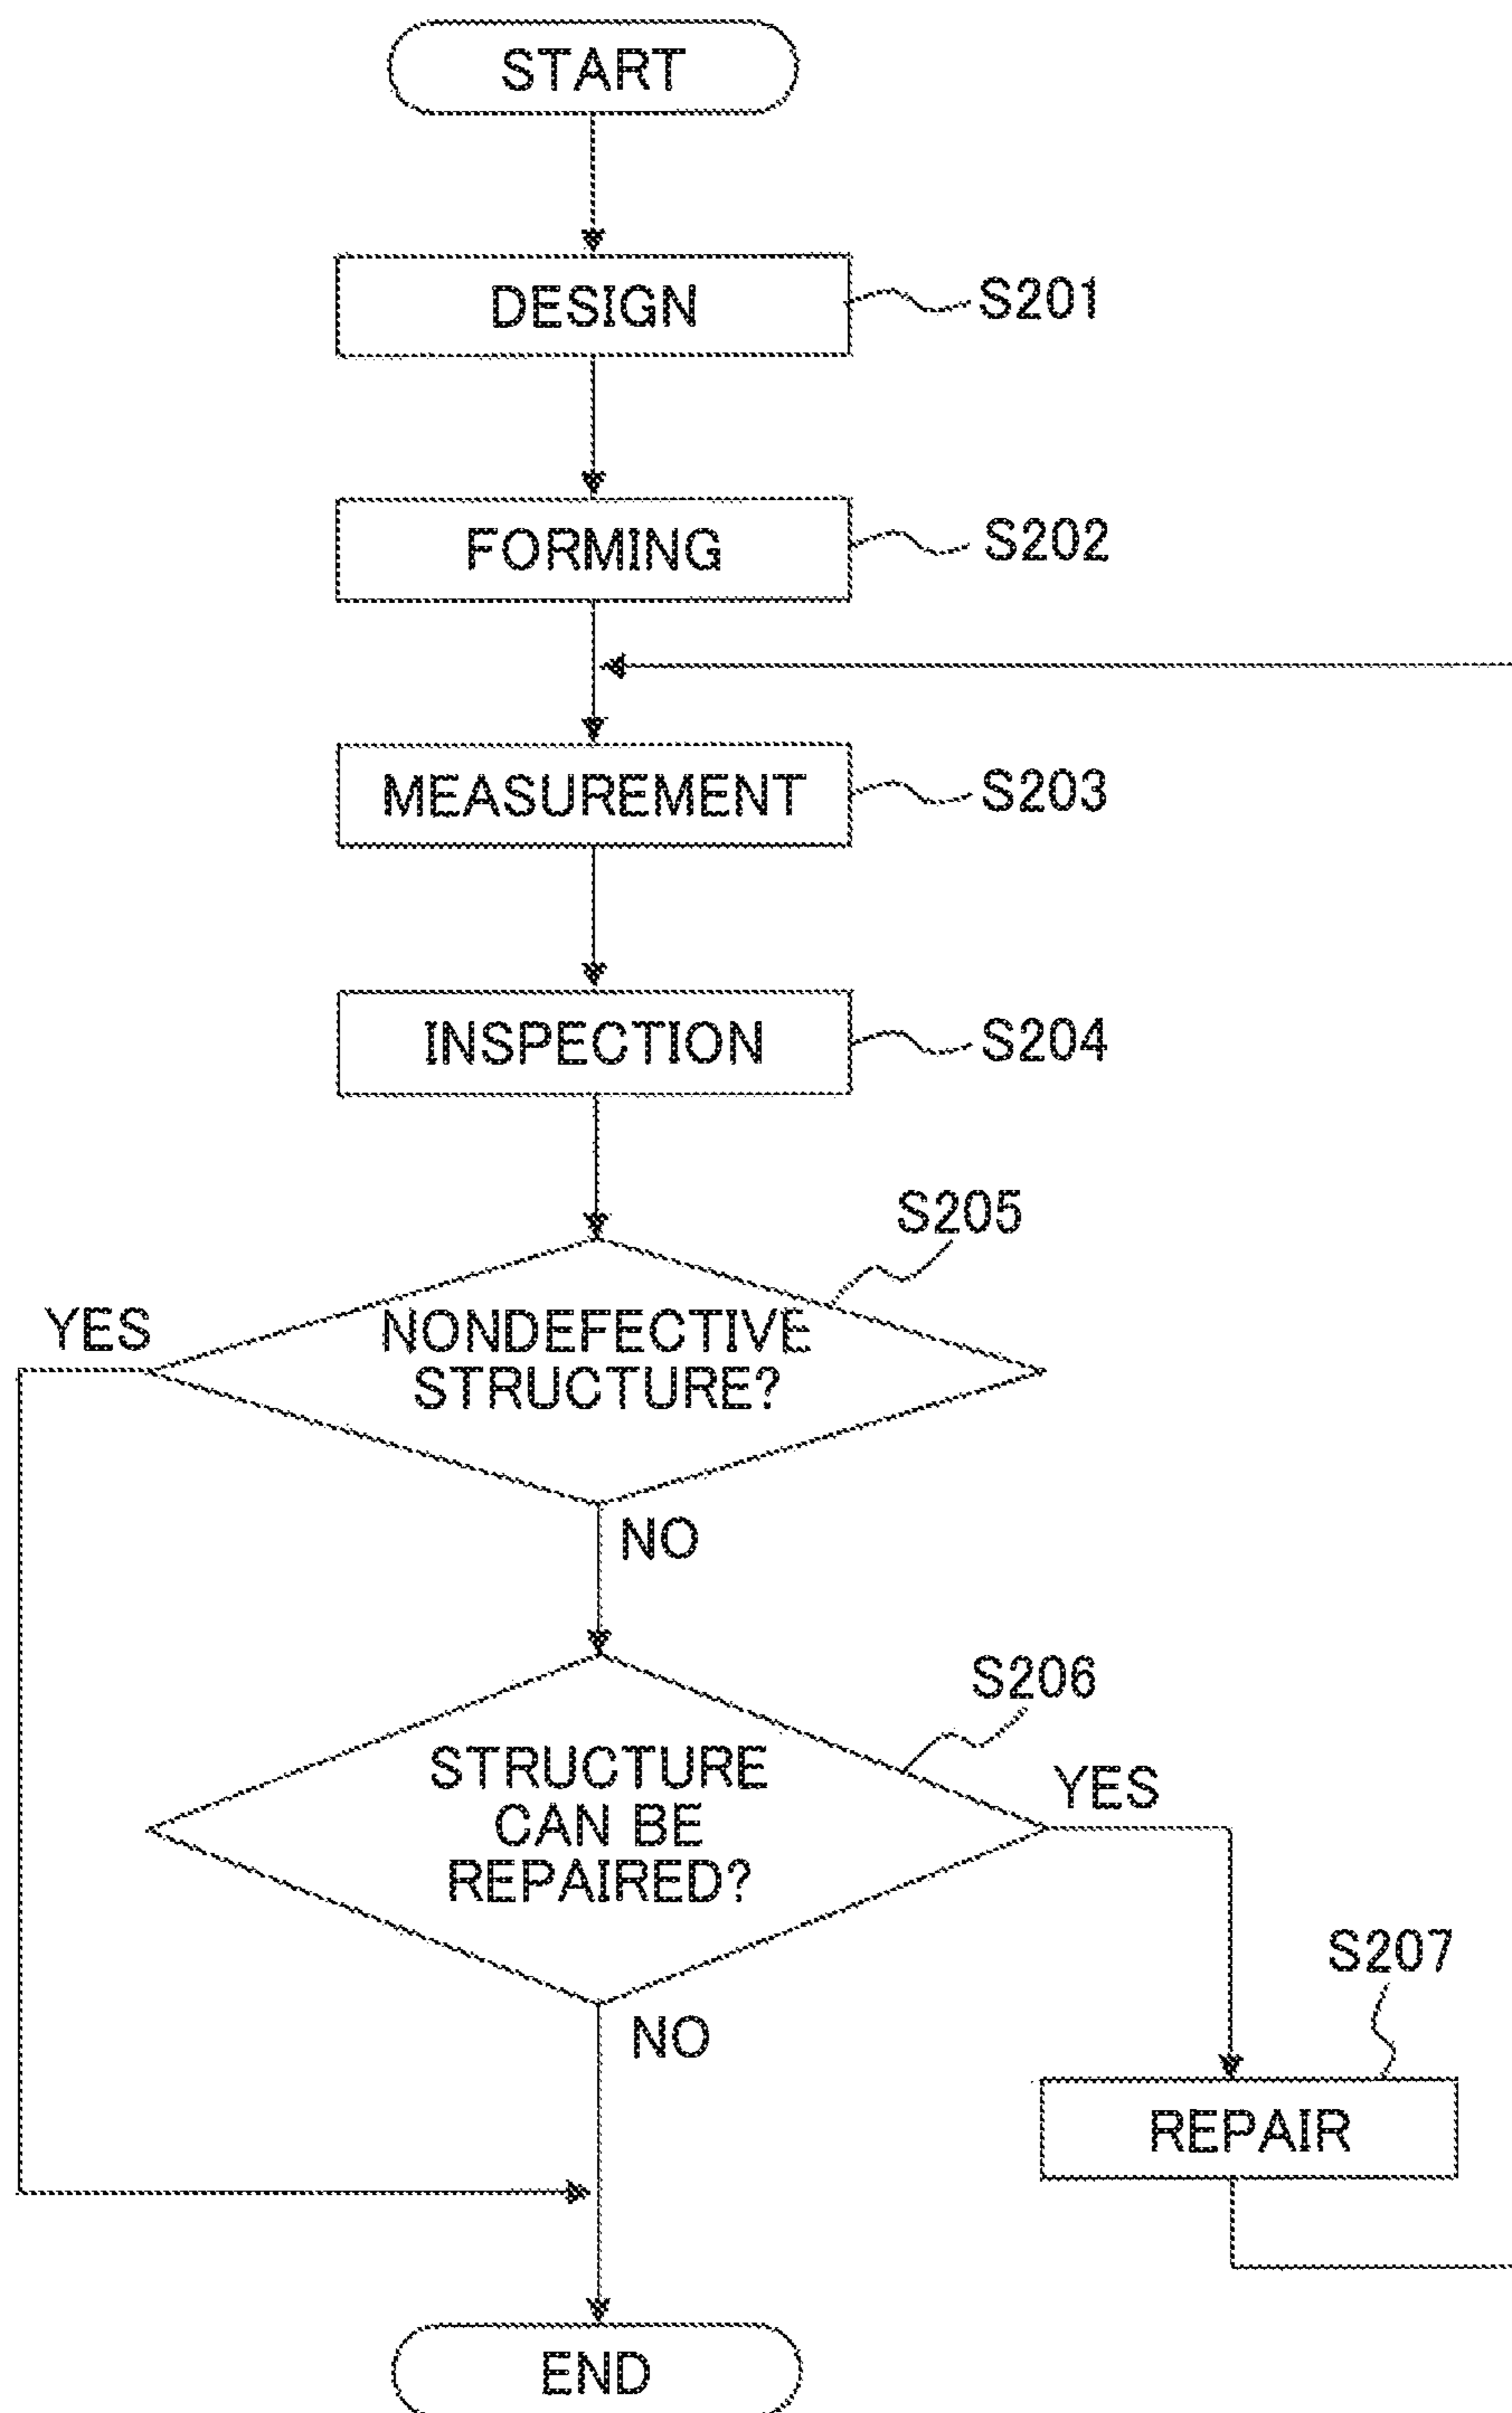 START
DESIGN
S201
FORMING
S202
MEASUREMENT
S203
INSPECTION
S204
S205
YES
NONDEFECTIVE
STRUCTURE?
NO
S206
STRUCTURE
CAN BE
REPAIRED?
YES
S207
NO
REPAIR
END